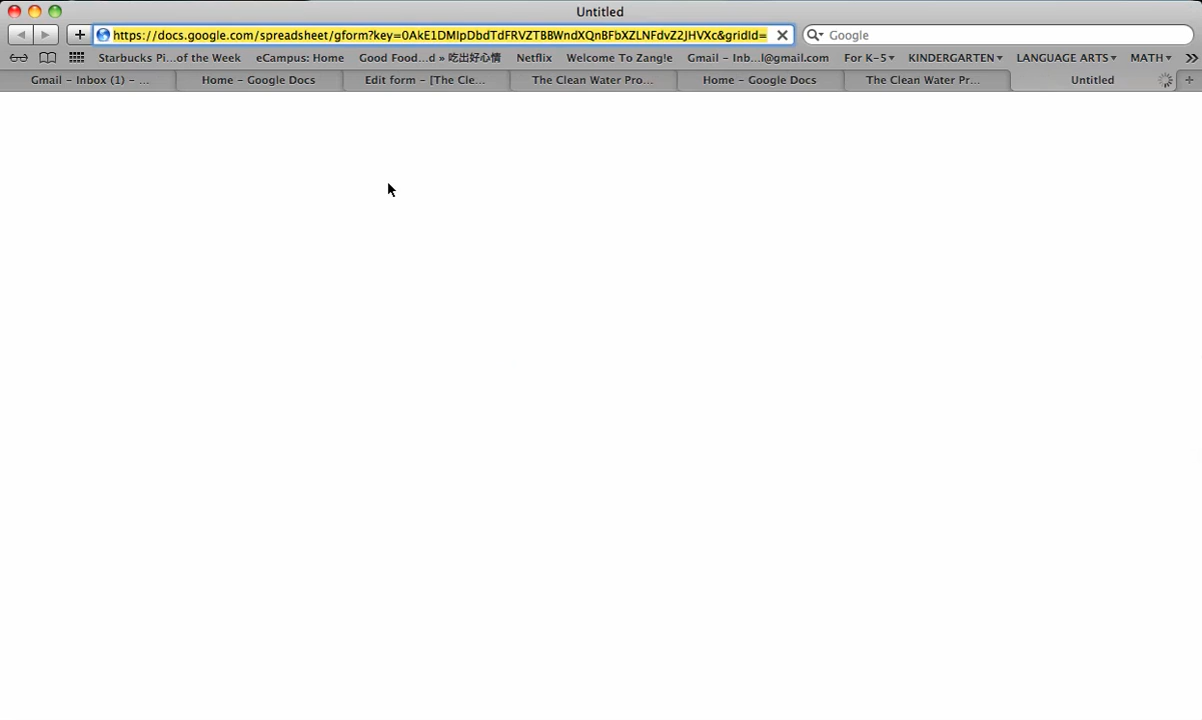 Untitled
https://docs.google.com/spreadsheet/gform?key=0AkE1DMIpDbdTdFRVZTBBWndXQnBFbXZLNFdvZ2JHVXc&gridId=
Google
Starbucks Pi...of the Week eCampus: Home Good Food...d » 吃出好心情 Netflix Welcome To Zangle Gmail – Inb...l@gmail.com For K-5 KINDERGARTEN LANGUAGE ARTS MATH
Gmail – Inbox (1) – ... Home – Google Docs Edit form – [The Cle... The Clean Water Pro... Home – Google Docs The Clean Water Pr... Untitled